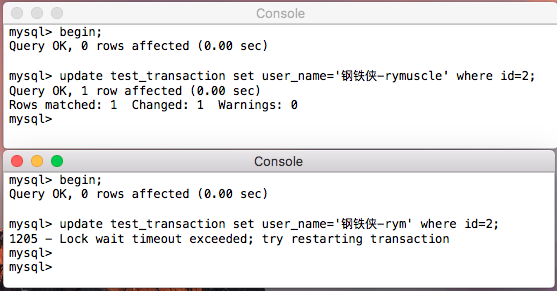 Console
mysql> begin;
Query OK, 0 rows affected (0.00 sec)
mysql> update test_transaction set user_name='钢铁侠-rymuscle' where id=2;
Query OK, 1 row affected (0.00 sec)
Rows matched: 1  Changed: 1  Warnings: 0
mysql>
Console
mysql> begin;
Query OK, 0 rows affected (0.00 sec)
mysql> update test_transaction set user_name='钢铁侠-rym' where id=2;
1205 - Lock wait timeout exceeded; try restarting transaction
mysql>
mysql>